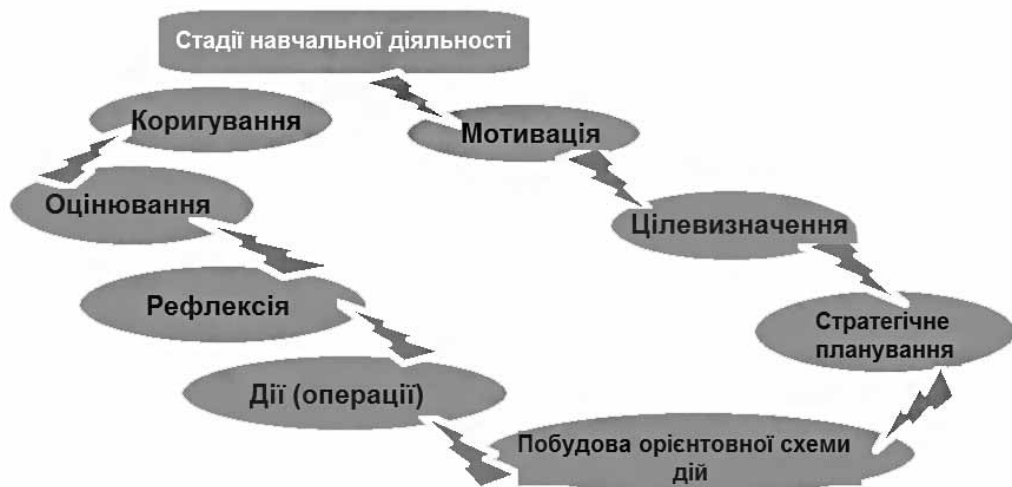 Стадії навчальної діяльності
Мотивація
Цілевизначення
Стратегічне
планування
Побудова орієнтовної схеми
дій
Дії (операції)
Рефлексія
Оцінювання
Коригування